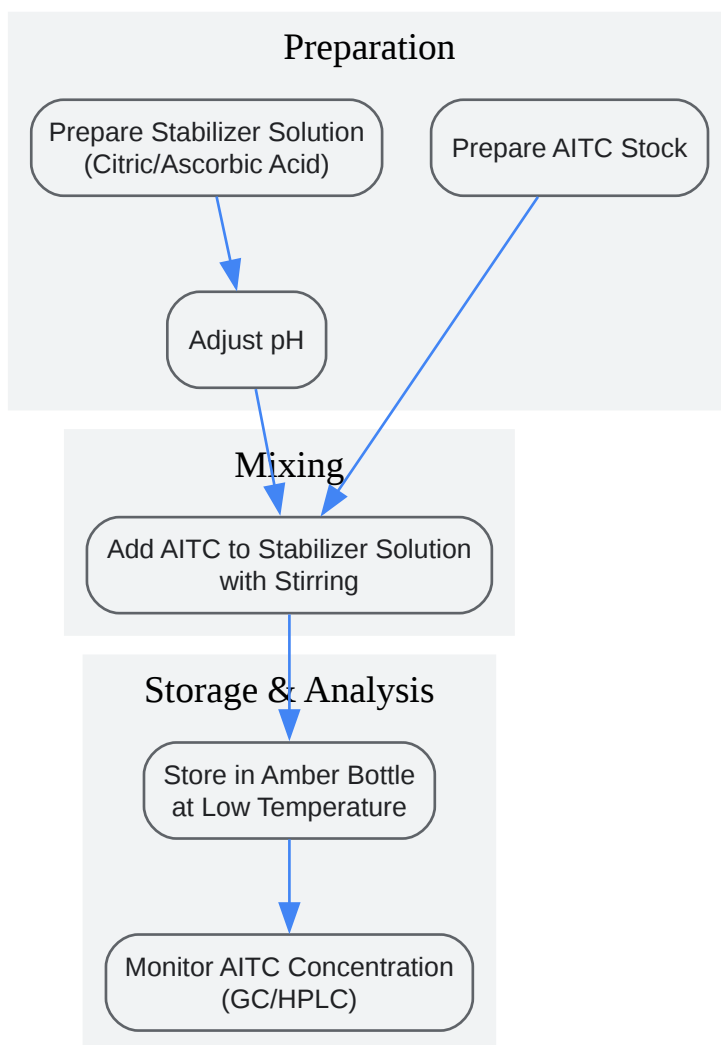 Preparation
Prepare Stabilizer Solution
(Citric/Ascorbic Acid)
Prepare AITC Stock
Adjust pH
Mixing
Add AITC to Stabilizer Solution
with Stirring
Storage & Analysis
Store in Amber Bottle
at Low Temperature
Monitor AITC Concentration
(GC/HPLC)